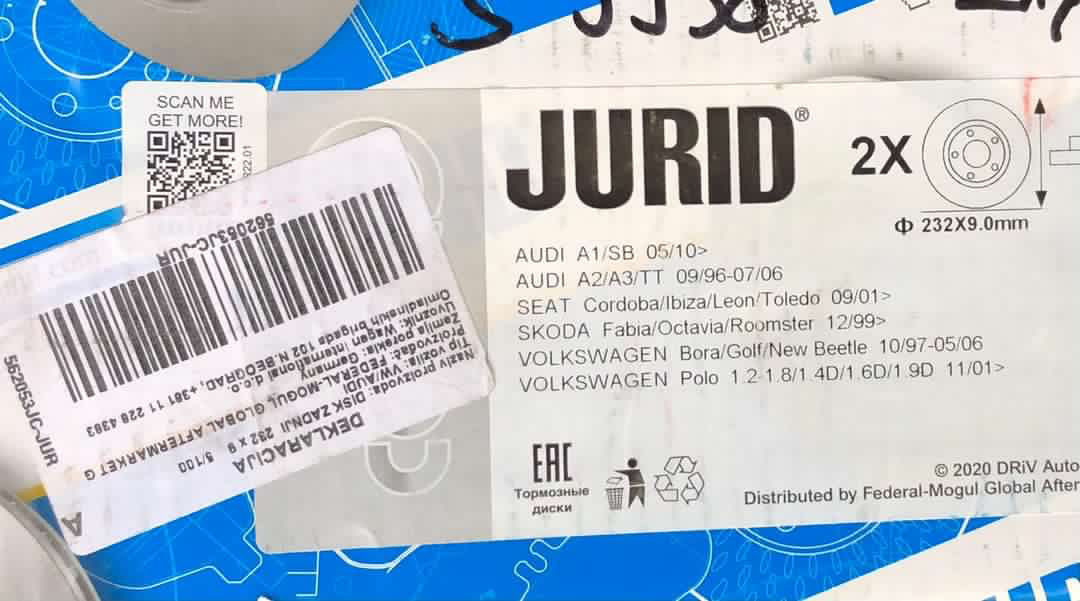 SCAN ME
GET MORE!
JURID®
2X
Φ 232X9.0mm
AUDI A1/SB 05/10>
AUDI A2/A3/TT 09/96-07/06
SEAT Cordoba/Ibiza/Leon/Toledo 09/01>
SKODA Fabia/Octavia/Roomster 12/99>
VOLKSWAGEN Bora/Golf/New Beetle 10/97-05/06
VOLKSWAGEN Polo 1.2-1.8/1.4D/1.6D/1.9D 11/01>
EAC
Тормозные
диски
© 2020 DRiV Auto
Distributed by Federal-Mogul Global After
DEKLARACIJA
Naziv proizvoda: DISK ZADNJI 232 x 9 5/100
Tip vozila: VW/AUDI
Proizvođač: FEDERAL-MOGUL GLOBAL AFTERMARKET G
Zemlja porekla: Germany
Uvoznik: Wagen International d.o.o.
Omladinskih brigada 102 N.BEOGRAD, +381 11 228 4383
562053JC-JUR
562053JC-JUR
A